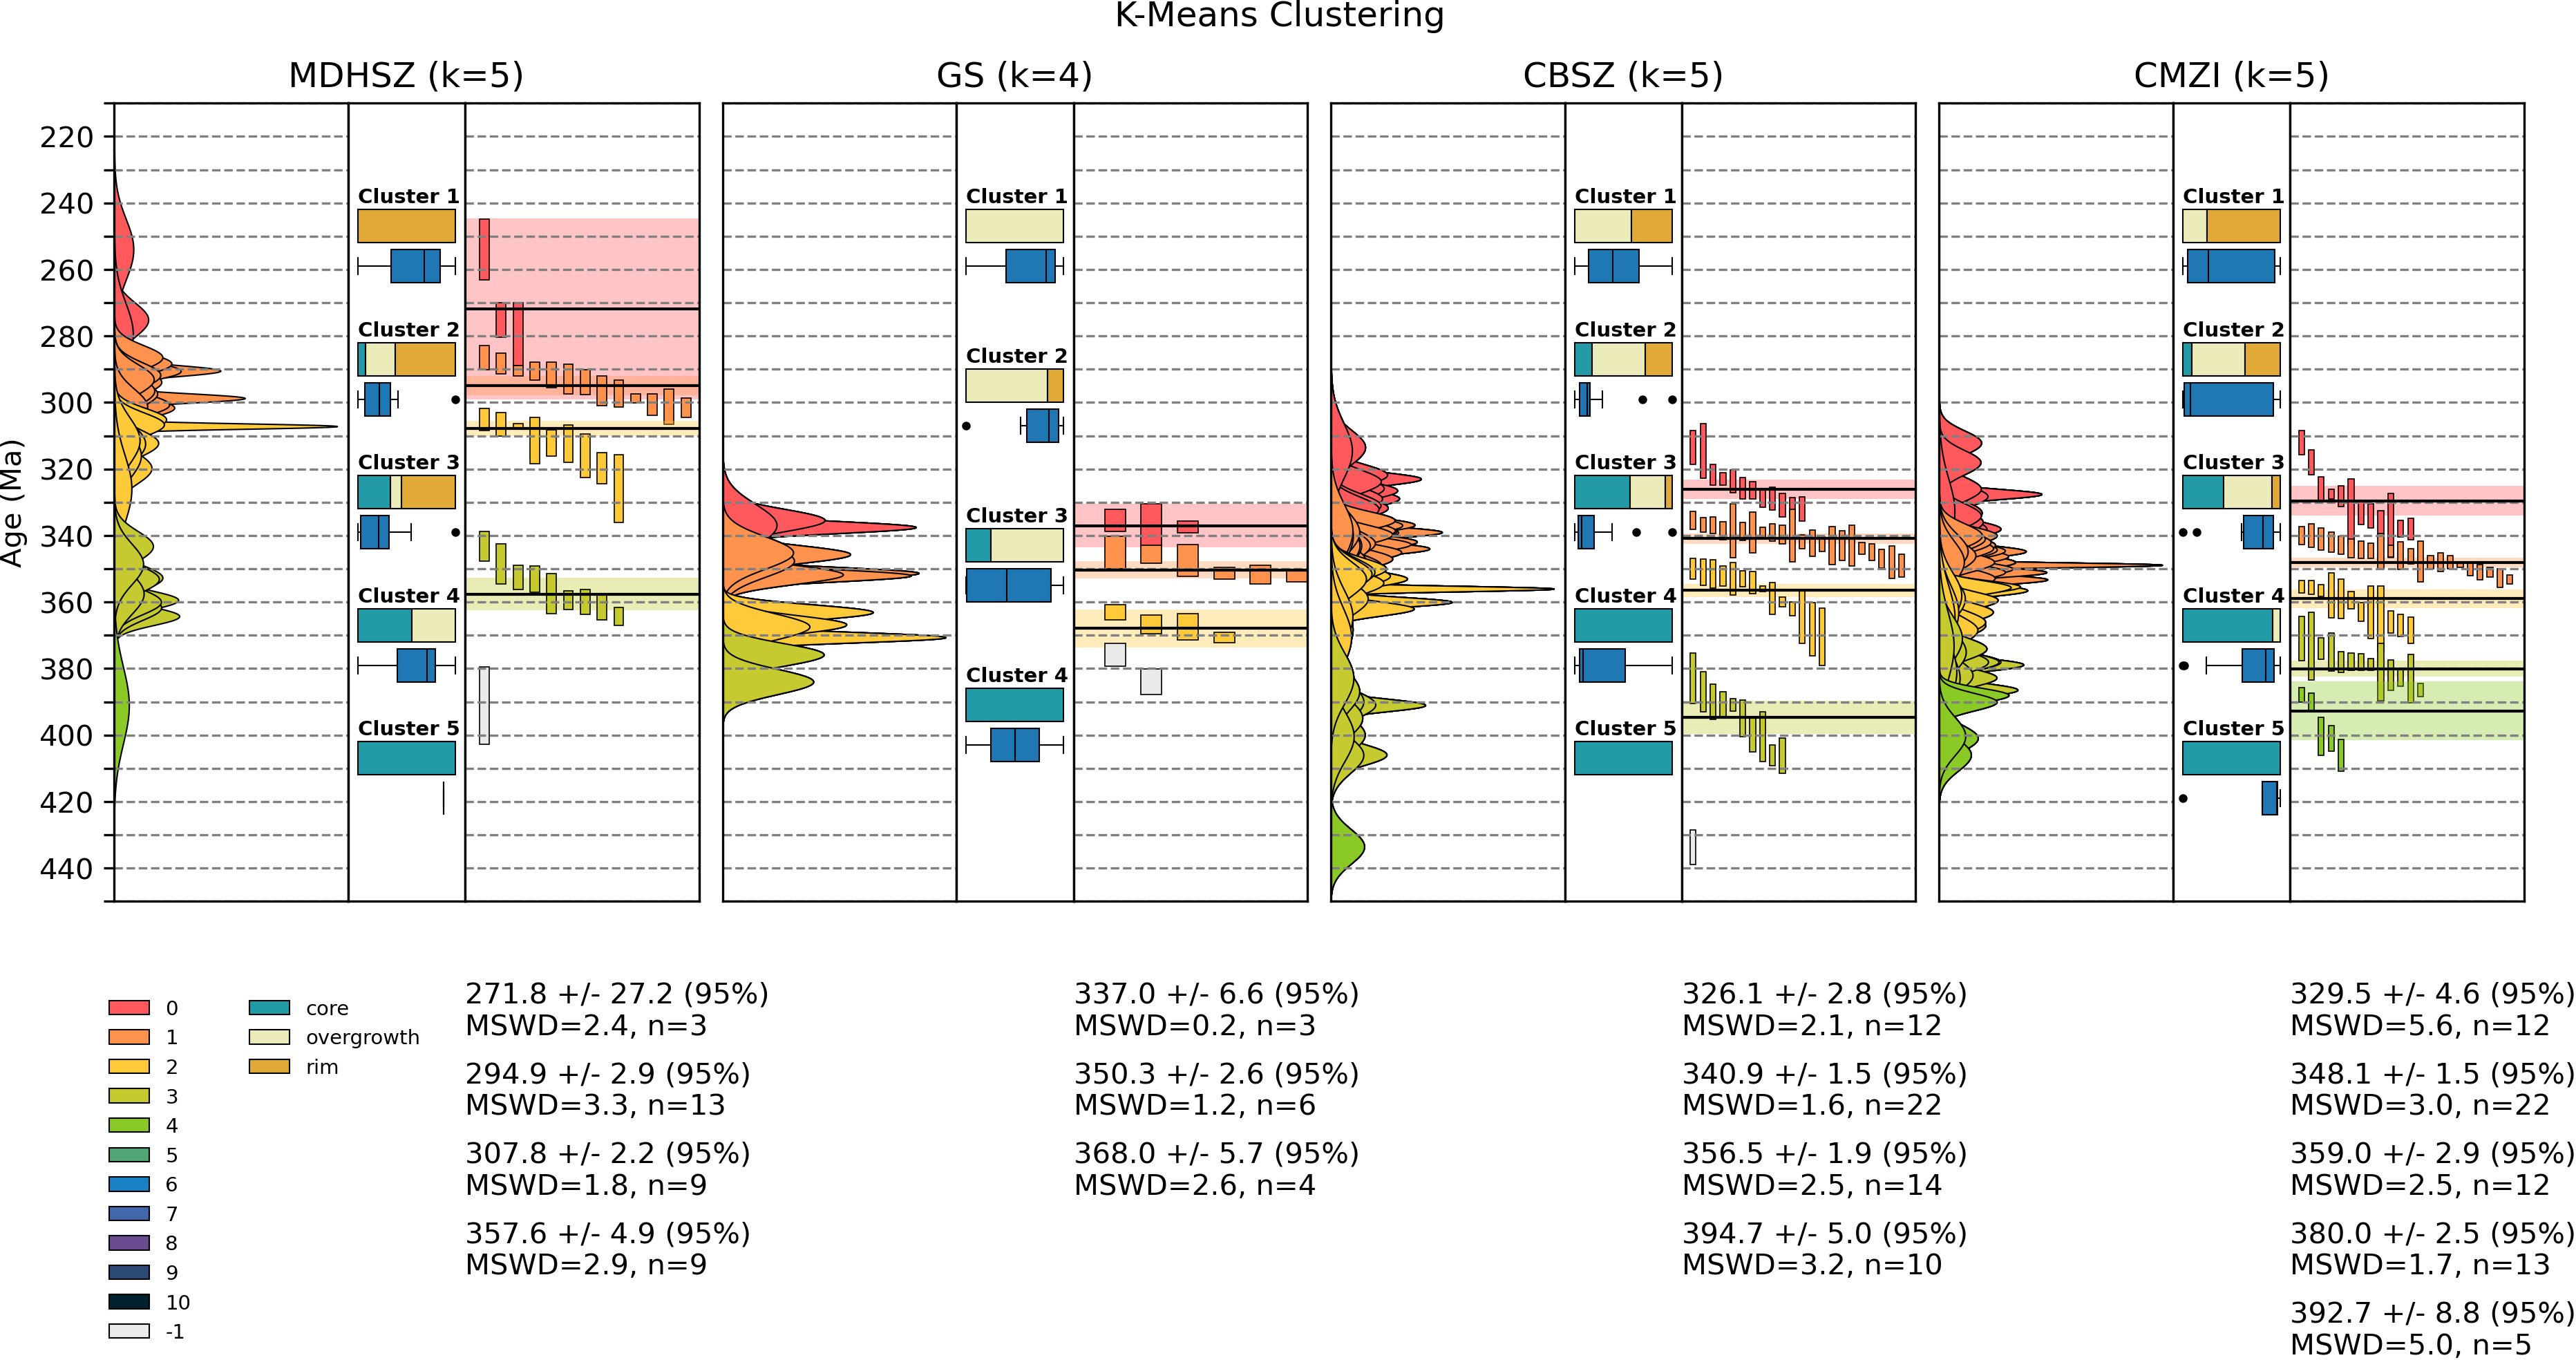 K-Means Clustering
MDHSZ (k=5)
GS (k=4)
CBSZ (k=5)
CMZI (k=5)
Age (Ma)
220
240
260
280
300
320
340
360
380
400
420
440
Cluster 1
Cluster 2
Cluster 3
Cluster 4
Cluster 5
Cluster 1
Cluster 2
Cluster 3
Cluster 4
Cluster 1
Cluster 2
Cluster 3
Cluster 4
Cluster 5
Cluster 1
Cluster 2
Cluster 3
Cluster 4
Cluster 5
0
1
2
3
4
5
6
7
8
9
10
-1
core
overgrowth
rim
271.8 +/- 27.2 (95%)
MSWD=2.4, n=3
294.9 +/- 2.9 (95%)
MSWD=3.3, n=13
307.8 +/- 2.2 (95%)
MSWD=1.8, n=9
357.6 +/- 4.9 (95%)
MSWD=2.9, n=9
337.0 +/- 6.6 (95%)
MSWD=0.2, n=3
350.3 +/- 2.6 (95%)
MSWD=1.2, n=6
368.0 +/- 5.7 (95%)
MSWD=2.6, n=4
326.1 +/- 2.8 (95%)
MSWD=2.1, n=12
340.9 +/- 1.5 (95%)
MSWD=1.6, n=22
356.5 +/- 1.9 (95%)
MSWD=2.5, n=14
394.7 +/- 5.0 (95%)
MSWD=3.2, n=10
329.5 +/- 4.6 (95%)
MSWD=5.6, n=12
348.1 +/- 1.5 (95%)
MSWD=3.0, n=22
359.0 +/- 2.9 (95%)
MSWD=2.5, n=12
380.0 +/- 2.5 (95%)
MSWD=1.7, n=13
392.7 +/- 8.8 (95%)
MSWD=5.0, n=5